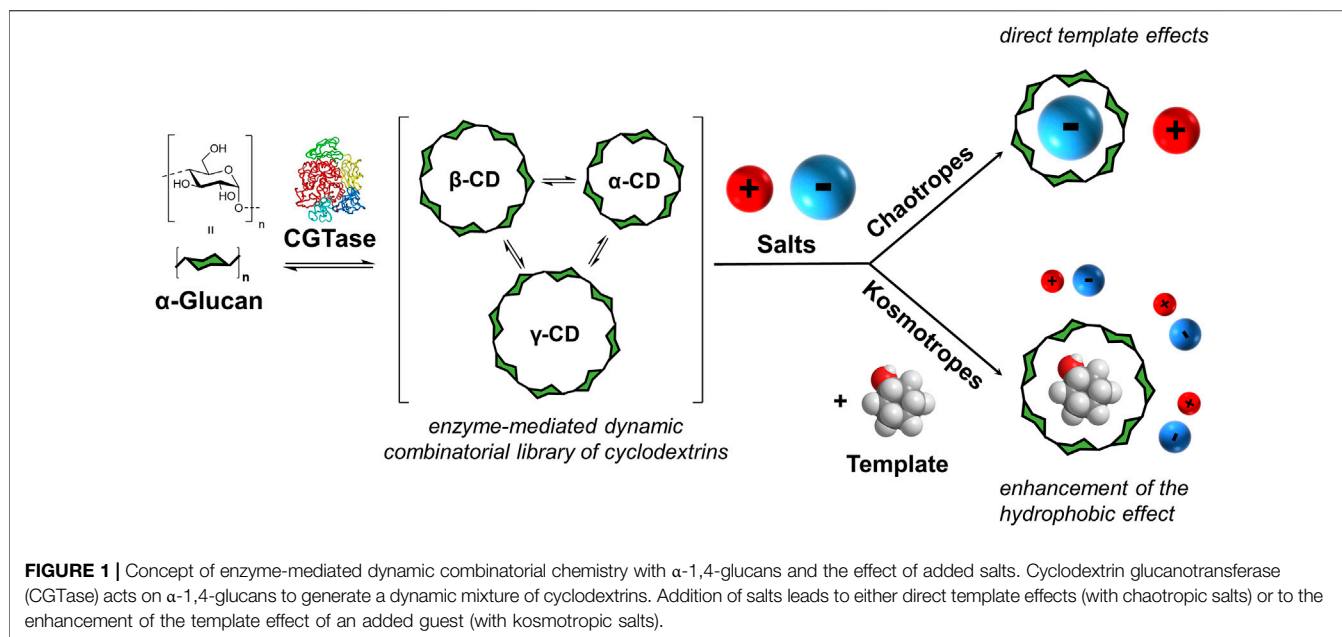 direct template effects
OH
O
HO
HO
O
n
=
n
α-Glucan
CGTase
β-CD
α-CD
γ-CD
enzyme-mediated dynamic
combinatorial library of cyclodextrins
+
-
Salts
Chaotropes
-
+
Kosmotropes
+
Template
+
-
+
-
+
-
enhancement of the
hydrophobic effect
FIGURE 1 | Concept of enzyme-mediated dynamic combinatorial chemistry with α-1,4-glucans and the effect of added salts. Cyclodextrin glucanotransferase
(CGTase) acts on α-1,4-glucans to generate a dynamic mixture of cyclodextrins. Addition of salts leads to either direct template effects (with chaotropic salts) or to the
enhancement of the template effect of an added guest (with kosmotropic salts).